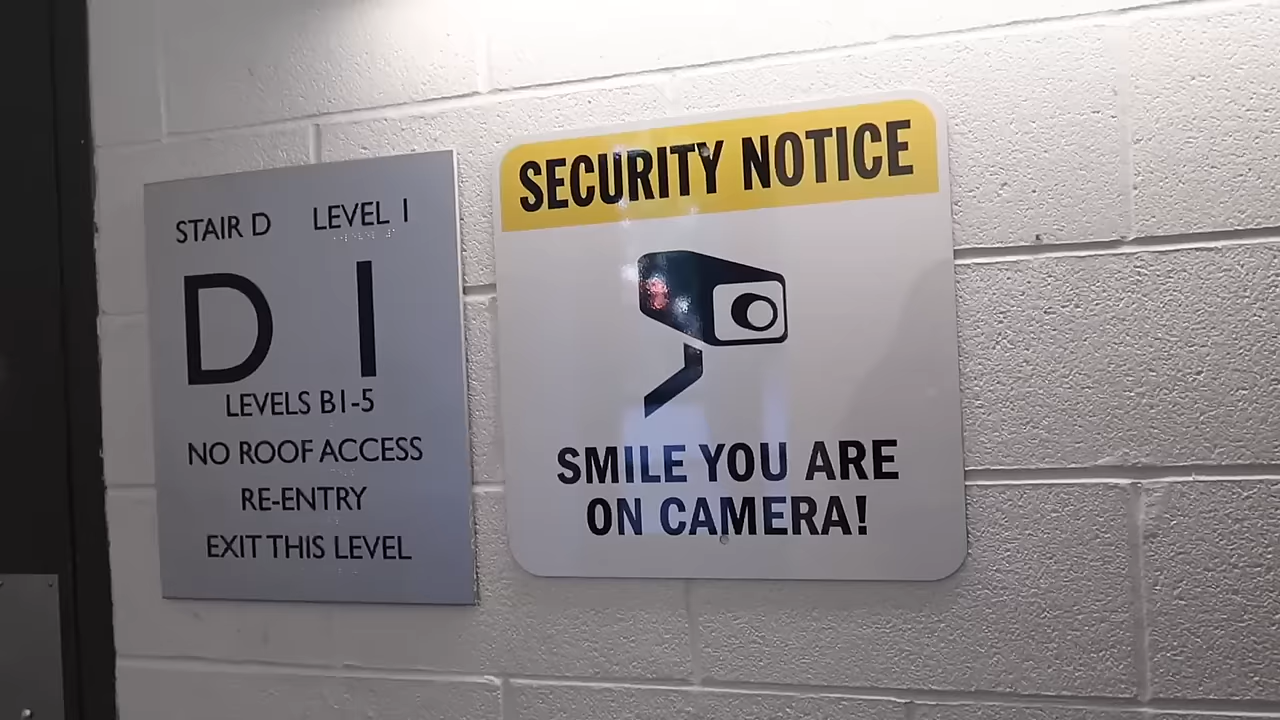 STAIR D LEVEL 1
D 1
LEVELS B1-5
NO ROOF ACCESS
RE-ENTRY
EXIT THIS LEVEL
SECURITY NOTICE
SMILE YOU ARE
ON CAMERA!